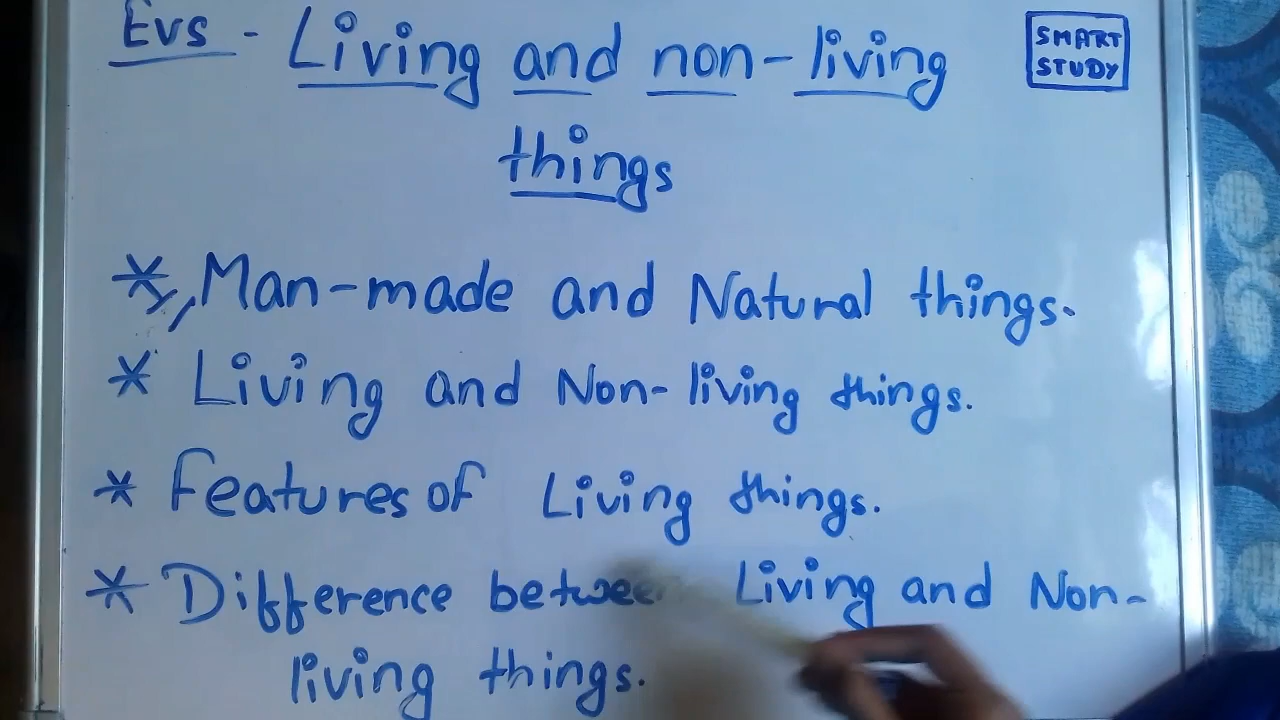 Evs - Living and non-living
things
SMART
STUDY
* Man-made and Natural things.
* Living and Non-living things.
* Features of Living things.
* Difference between Living and Non-
living things.